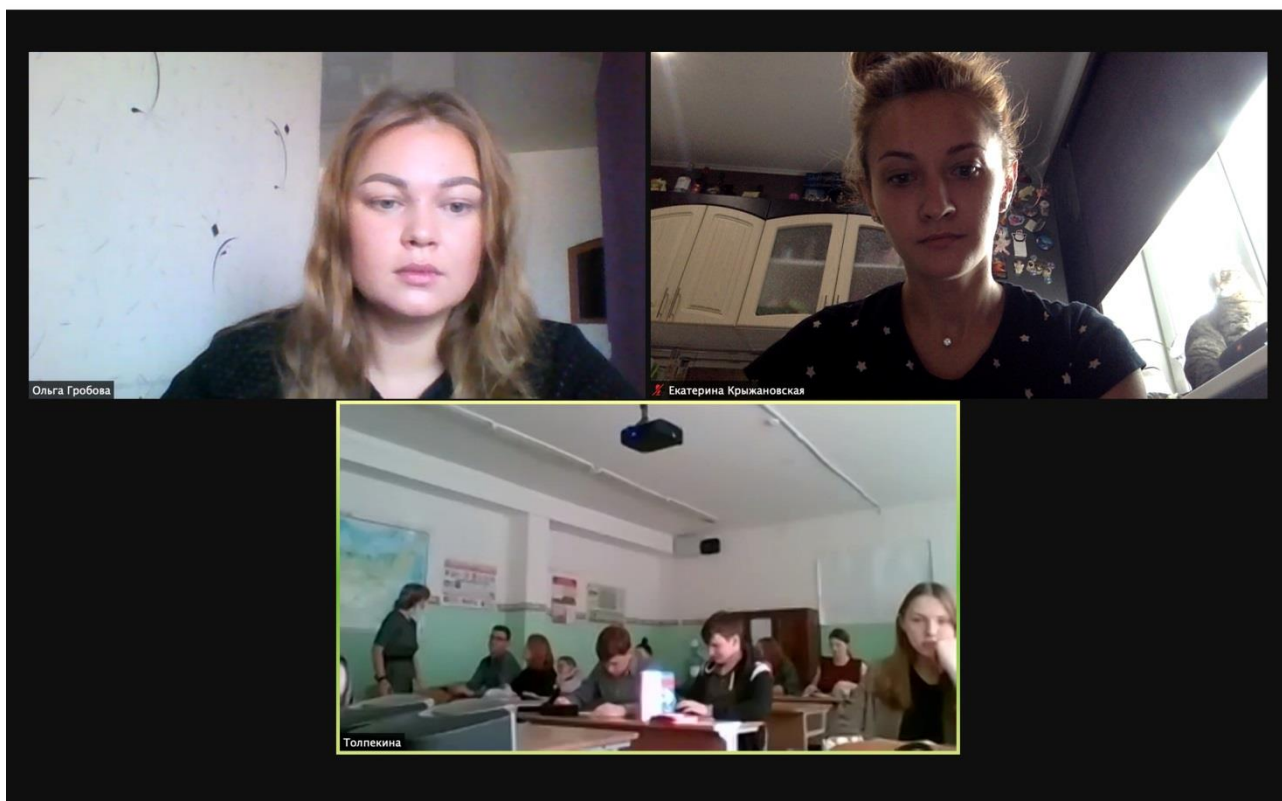 Ольга Гробова
Екатерина Крыжановская
Толпекина